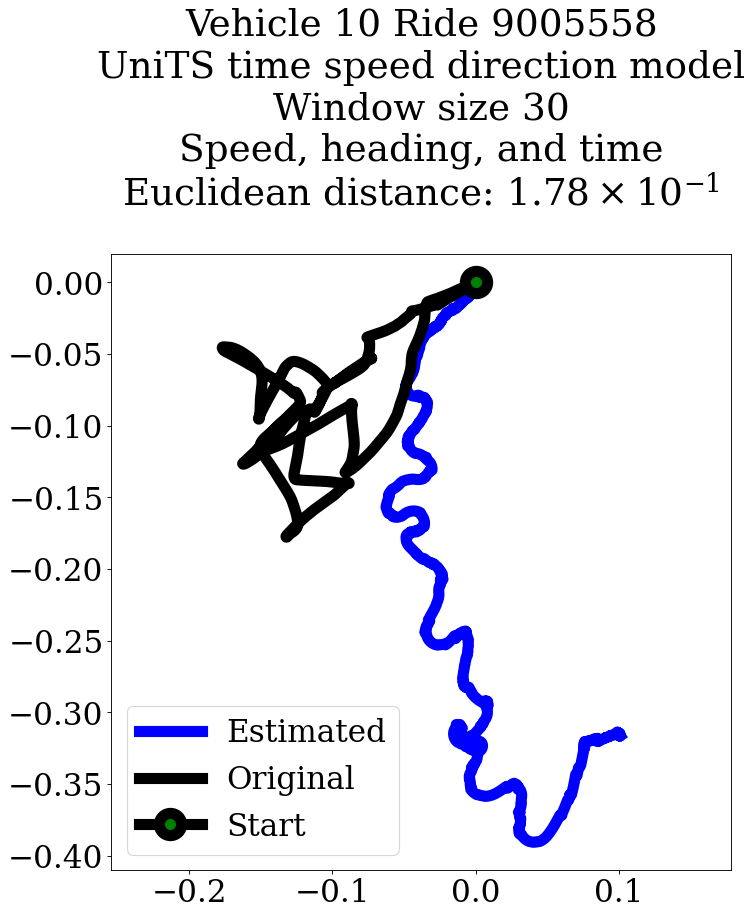 Vehicle 10 Ride 9005558
UniTS time speed direction model
Window size 30
Speed, heading, and time
Euclidean distance: 1.78 × 10⁻¹
0.00
−0.05
−0.10
−0.15
−0.20
−0.25
−0.30
−0.35
−0.40
Estimated
Original
Start
−0.2 −0.1 0.0 0.1